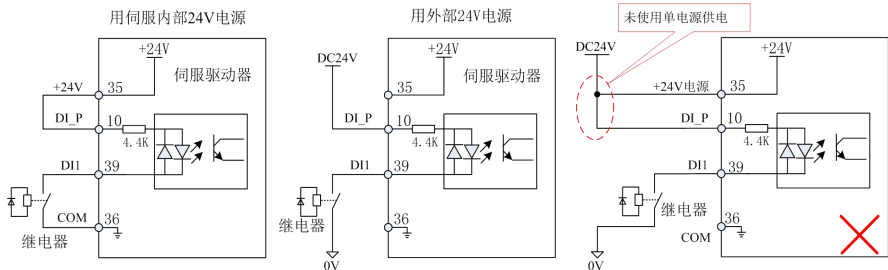 用伺服内部24V电源
+24V
伺服驱动器
+24V
35
DI_P
10
4.4K
DI1
39
继电器
COM
36
用外部24V电源
DC24V
+24V
伺服驱动器
35
DI_P
10
4.4K
DI1
39
继电器
36
0V
未使用单电源供电
DC24V
+24V
+24V电源
35
DI_P
10
4.4K
DI1
39
继电器
36
COM
0V